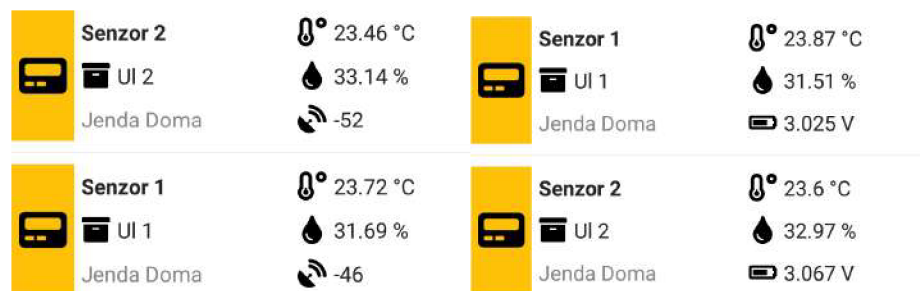 Senzor 2 23.46 °C
Ul 2 33.14 %
Jenda Doma -52
Senzor 1 23.72 °C
Ul 1 31.69 %
Jenda Doma -46
Senzor 1 23.87 °C
Ul 1 31.51 %
Jenda Doma 3.025 V
Senzor 2 23.6 °C
Ul 2 32.97 %
Jenda Doma 3.067 V